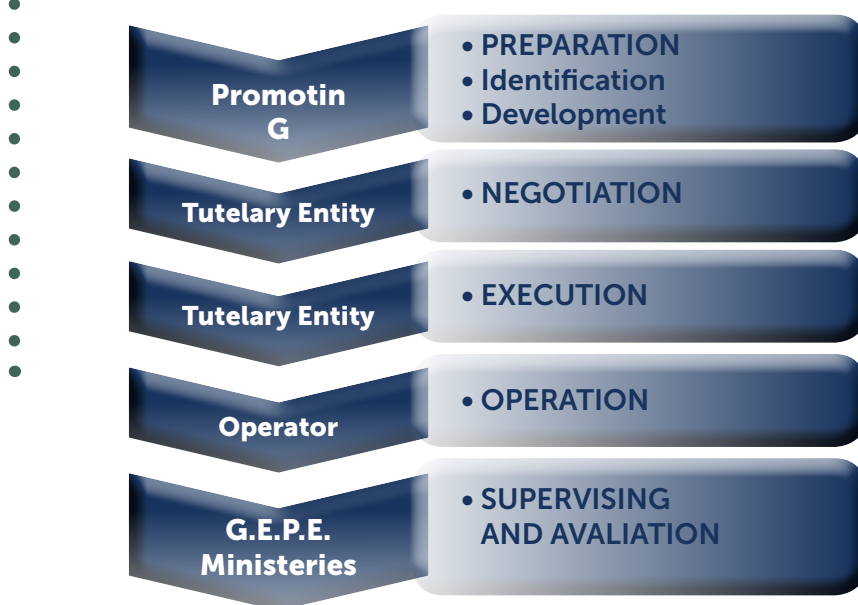 Promotin
G
• PREPARATION
• Identification
• Development
Tutelary Entity
• NEGOTIATION
Tutelary Entity
• EXECUTION
Operator
• OPERATION
G.E.P.E.
Ministeries
• SUPERVISING
AND AVALIATION